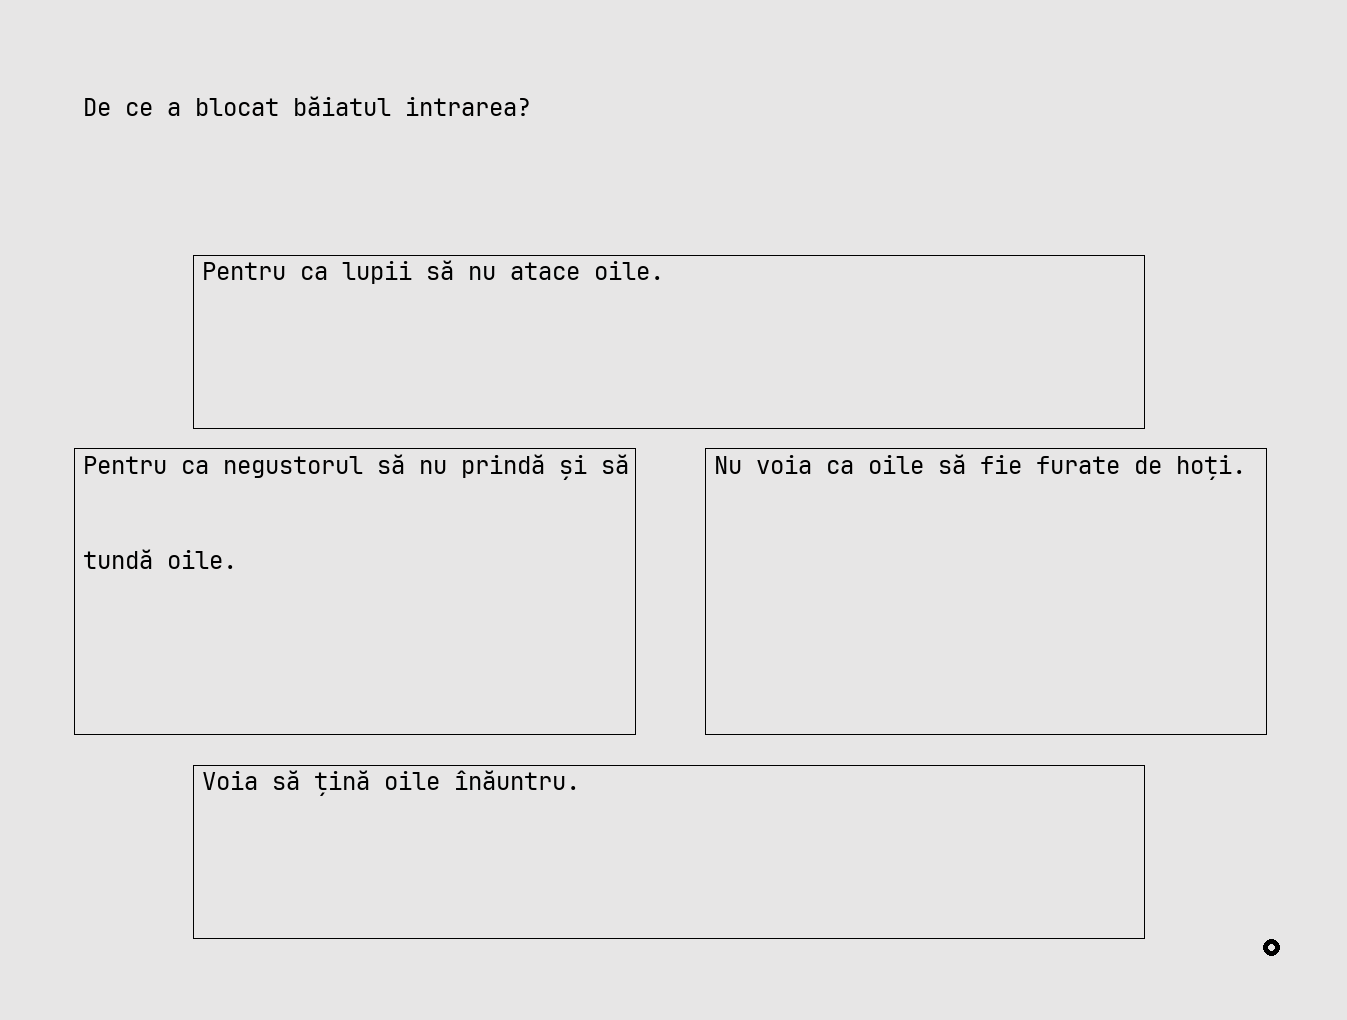 De ce a blocat băiatul intrarea?
Pentru ca lupii să nu atace oile.
Pentru ca negustorul să nu prindă și să
tundă oile.
Nu voia ca oile să fie furate de hoți.
Voia să țină oile înăuntru.